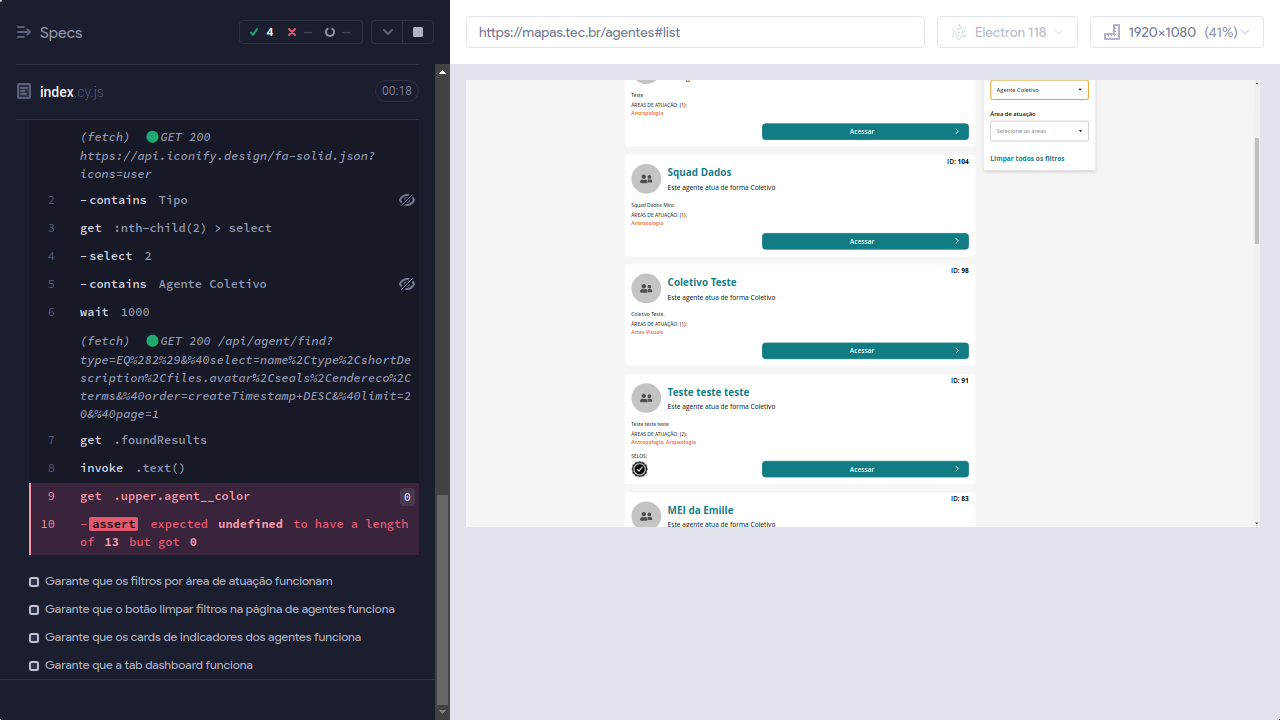 Specs
4
--
--
index.cy.js
00:18
(fetch) GET 200
https://api.iconify.design/fa-solid.json?
icons=user
2 -contains Tipo
3 get :nth-child(2) > select
4 -select 2
5 -contains Agente Coletivo
6 wait 1000
(fetch) GET 200 /api/agent/find?
type=EQ%282%29&%40select=name%2Ctype%2CshortDe
scription%2Cfiles.avatar%2Cseals%2Cendereco%2C
terms&%40order=createTimestamp+DESC&%40limit=2
0&%40page=1
7 get .foundResults
8 invoke .text()
9 get .upper.agent__color 0
10 -assert expected undefined to have a length
of 13 but got 0
Garante que os filtros por área de atuação funcionam
Garante que o botão limpar filtros na página de agentes funciona
Garante que os cards de indicadores dos agentes funciona
Garante que a tab dashboard funciona
https://mapas.tec.br/agentes#list
Electron 118
1920×1080 (41%)
Teste
ÁREAS DE ATUAÇÃO: (1):
Antropologia
Acessar
ID: 104
Squad Dados
Este agente atua de forma Coletivo
Squad Dados Minc
ÁREAS DE ATUAÇÃO: (1):
Antropologia
Acessar
ID: 98
Coletivo Teste
Este agente atua de forma Coletivo
Coletivo Teste.
ÁREAS DE ATUAÇÃO: (1):
Artes Visuais
Acessar
ID: 91
Teste teste teste
Este agente atua de forma Coletivo
Teste teste teste
ÁREAS DE ATUAÇÃO: (2):
Antropologia, Arqueologia
SELOS:
Acessar
ID: 83
MEI da Emille
Este agente atua de forma Coletivo
Agente Coletivo
Área de atuação
Selecione as áreas
Limpar todos os filtros